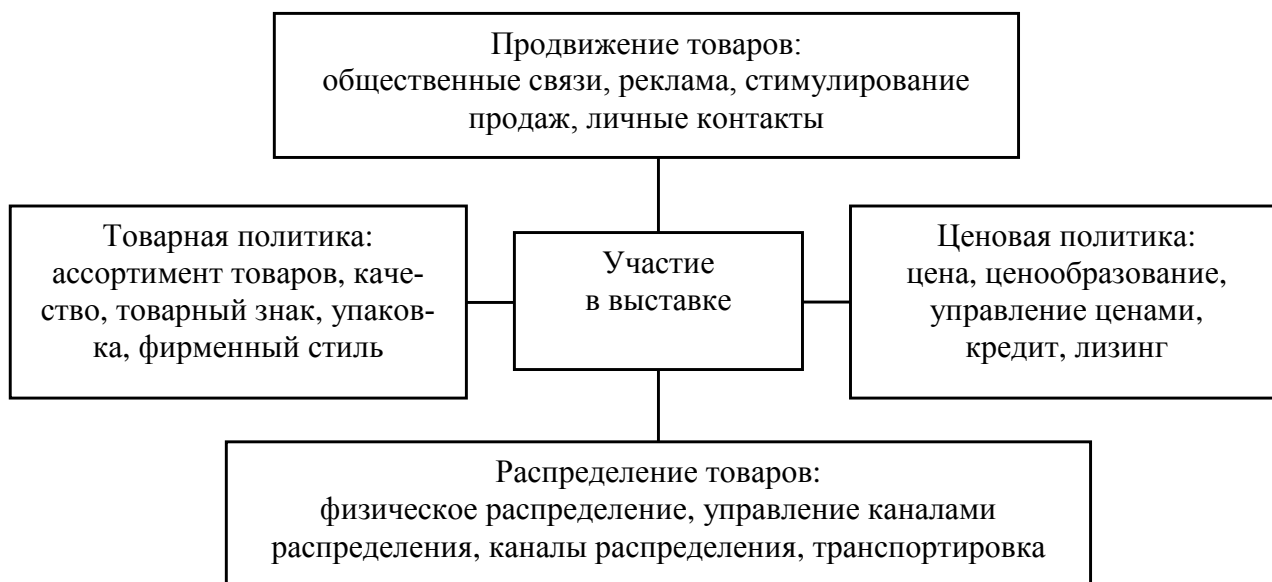 Продвижение товаров:
общественные связи, реклама, стимулирование
продаж, личные контакты
Товарная политика:
ассортимент товаров, каче-
ство, товарный знак, упаков-
ка, фирменный стиль
Участие
в выставке
Ценовая политика:
цена, ценообразование,
управление ценами,
кредит, лизинг
Распределение товаров:
физическое распределение, управление каналами
распределения, каналы распределения, транспортировка